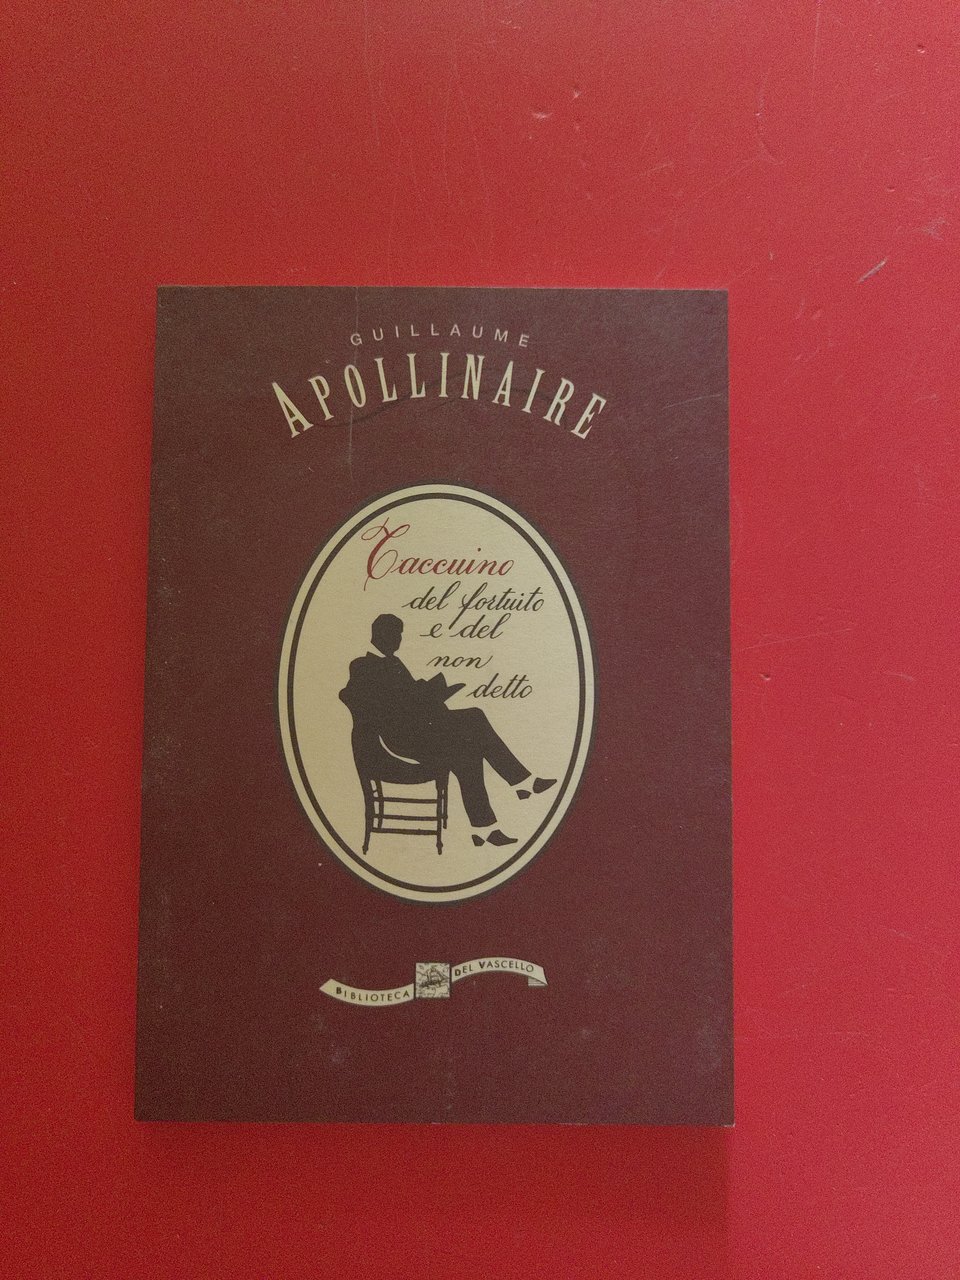 GUILLAUME
APOLLINAIRE
Taccuino
del fortuito
e del
non
detto
BIBLIOTECA DEL VASCELLO